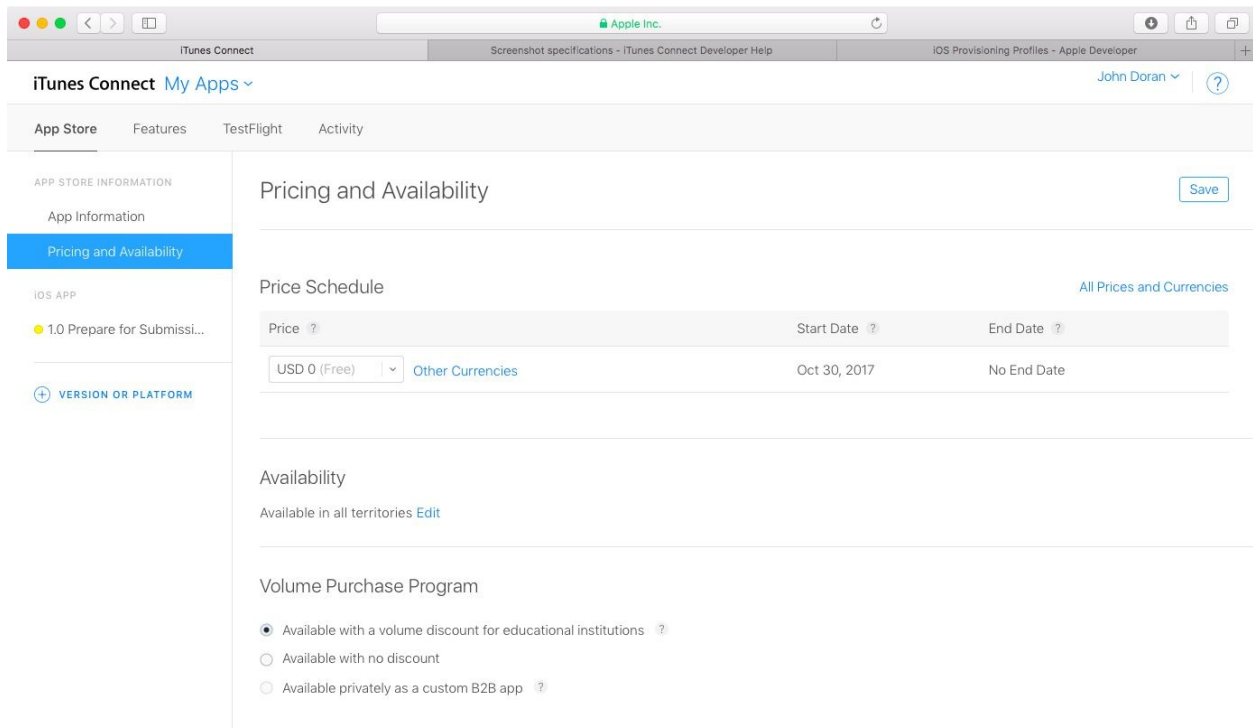 Apple Inc.
iTunes Connect
Screenshot specifications - iTunes Connect Developer Help
iOS Provisioning Profiles - Apple Developer
iTunes Connect My Apps
John Doran
?
App Store Features TestFlight Activity
APP STORE INFORMATION
App Information
Pricing and Availability
iOS APP
1.0 Prepare for Submissi...
VERSION OR PLATFORM
Pricing and Availability
Save
Price Schedule
All Prices and Currencies
Price ? Start Date ? End Date ?
USD 0 (Free) Other Currencies Oct 30, 2017 No End Date
Availability
Available in all territories Edit
Volume Purchase Program
Available with a volume discount for educational institutions ?
Available with no discount
Available privately as a custom B2B app ?